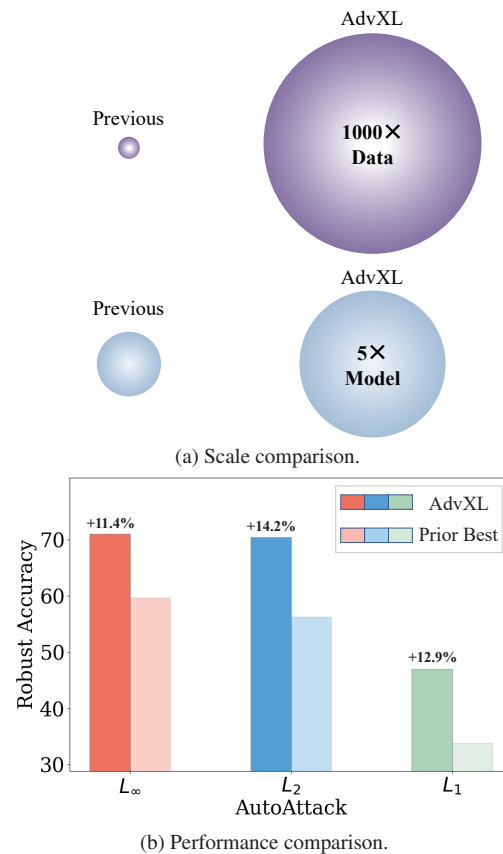 AdvXL
Previous
1000×
Data
AdvXL
Previous
5×
Model
(a) Scale comparison.
AdvXL
Prior Best
+11.4%
+14.2%
+12.9%
70
60
50
40
30
Robust Accuracy
L∞
L2
L1
AutoAttack
(b) Performance comparison.